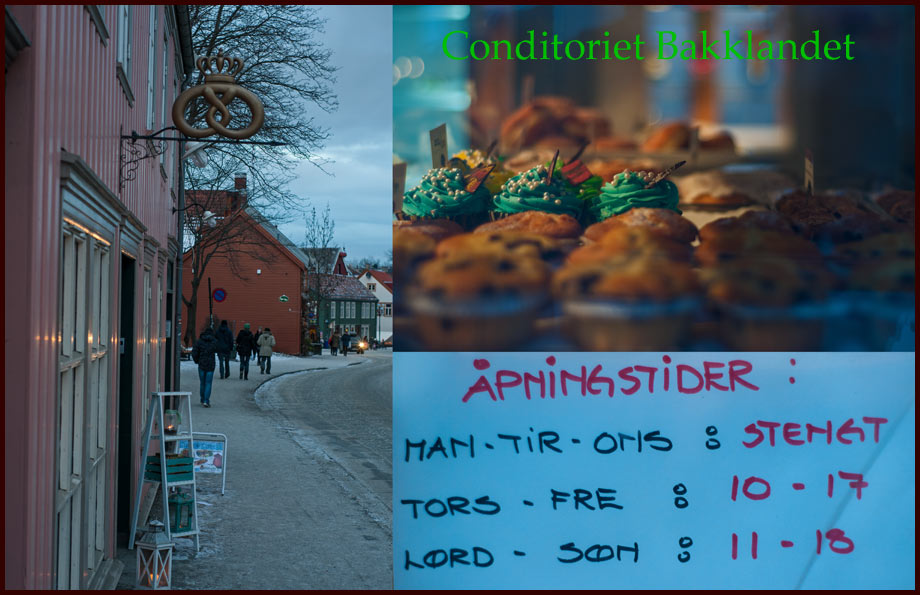 Conditoriet Bakklandet
ÅPNINGSTIDER :
MAN - TIR - ONS : STENGT
TORS - FRE : 10 - 17
LØRD - SØN : 11 - 18